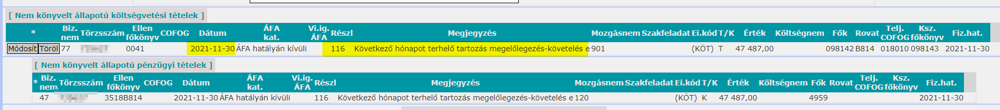 [ Nem könyvelt állapotú költségvetési tételek ]
* Biz. nem Törzsszám Ellen főkönyv COFOG Dátum ÁFA kat. Vi.ig. ÁFA Részl Megjegyzés Mozgásnem Szakfeladat Ei.kód T/K Érték Költségnem Fők Rovat Telj. COFOG Ksz. főkönyv Fiz.hat.
Módosít Töröl 77 0041 2021-11-30 ÁFA hatályán kívüli 116 Következő hónapot terhelő tartozás megelőlegezés-követelés e 901 (KÖT) T 47 487,00 098142 B814 018010 098143 2021-11-30
[ Nem könyvelt állapotú pénzügyi tételek ]
* Biz. nem Törzsszám Ellen főkönyv COFOG Dátum ÁFA kat. Vi.ig. ÁFA Részl Megjegyzés Mozgásnem Szakfeladat Ei.kód T/K Érték Költségnem Fők Rovat Telj. COFOG Ksz. főkönyv Fiz.hat.
47 3518B814 2021-11-30 ÁFA hatályán kívüli 116 Következő hónapot terhelő tartozás megelőlegezés-követelés e 120 (KÖT) K 47 487,00 4959 2021-11-30